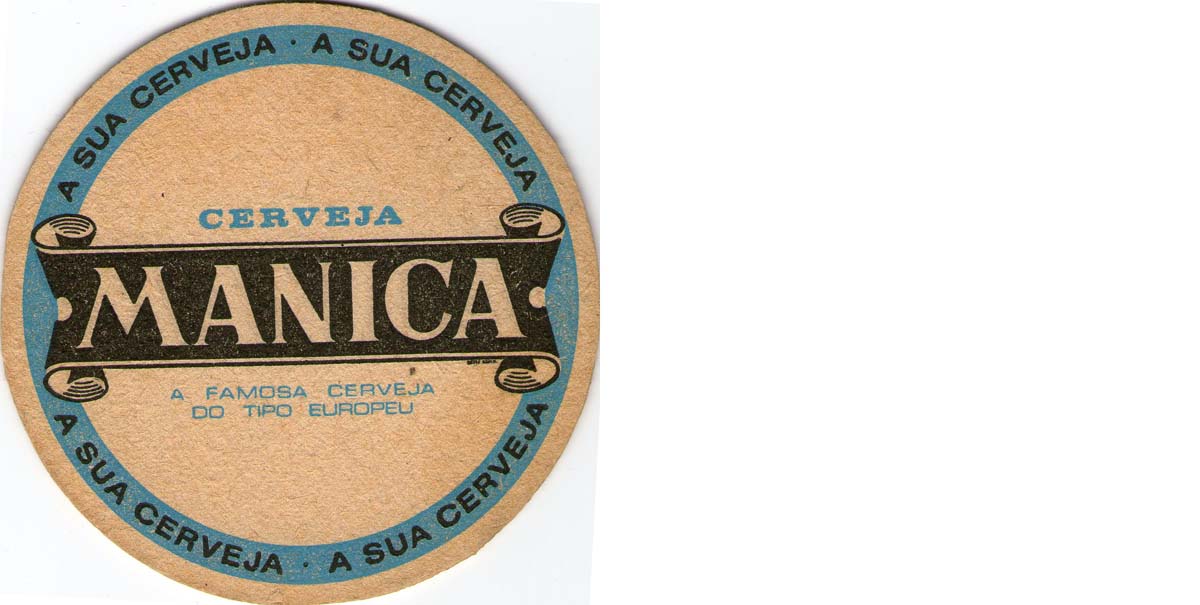 A SUA CERVEJA · A SUA CERVEJA
CERVEJA
MANICA
A FAMOSA CERVEJA
DO TIPO EUROPEU
A SUA CERVEJA · A SUA CERVEJA